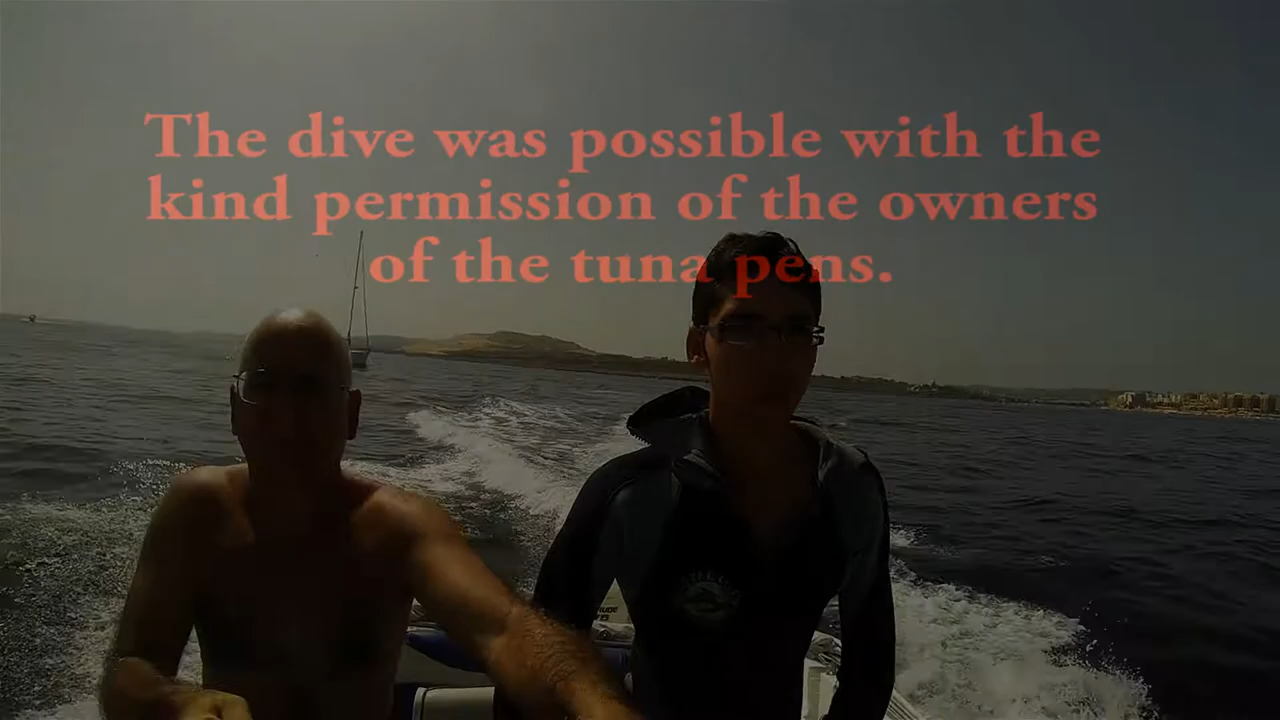 The dive was possible with the
kind permission of the owners
of the tuna pens.